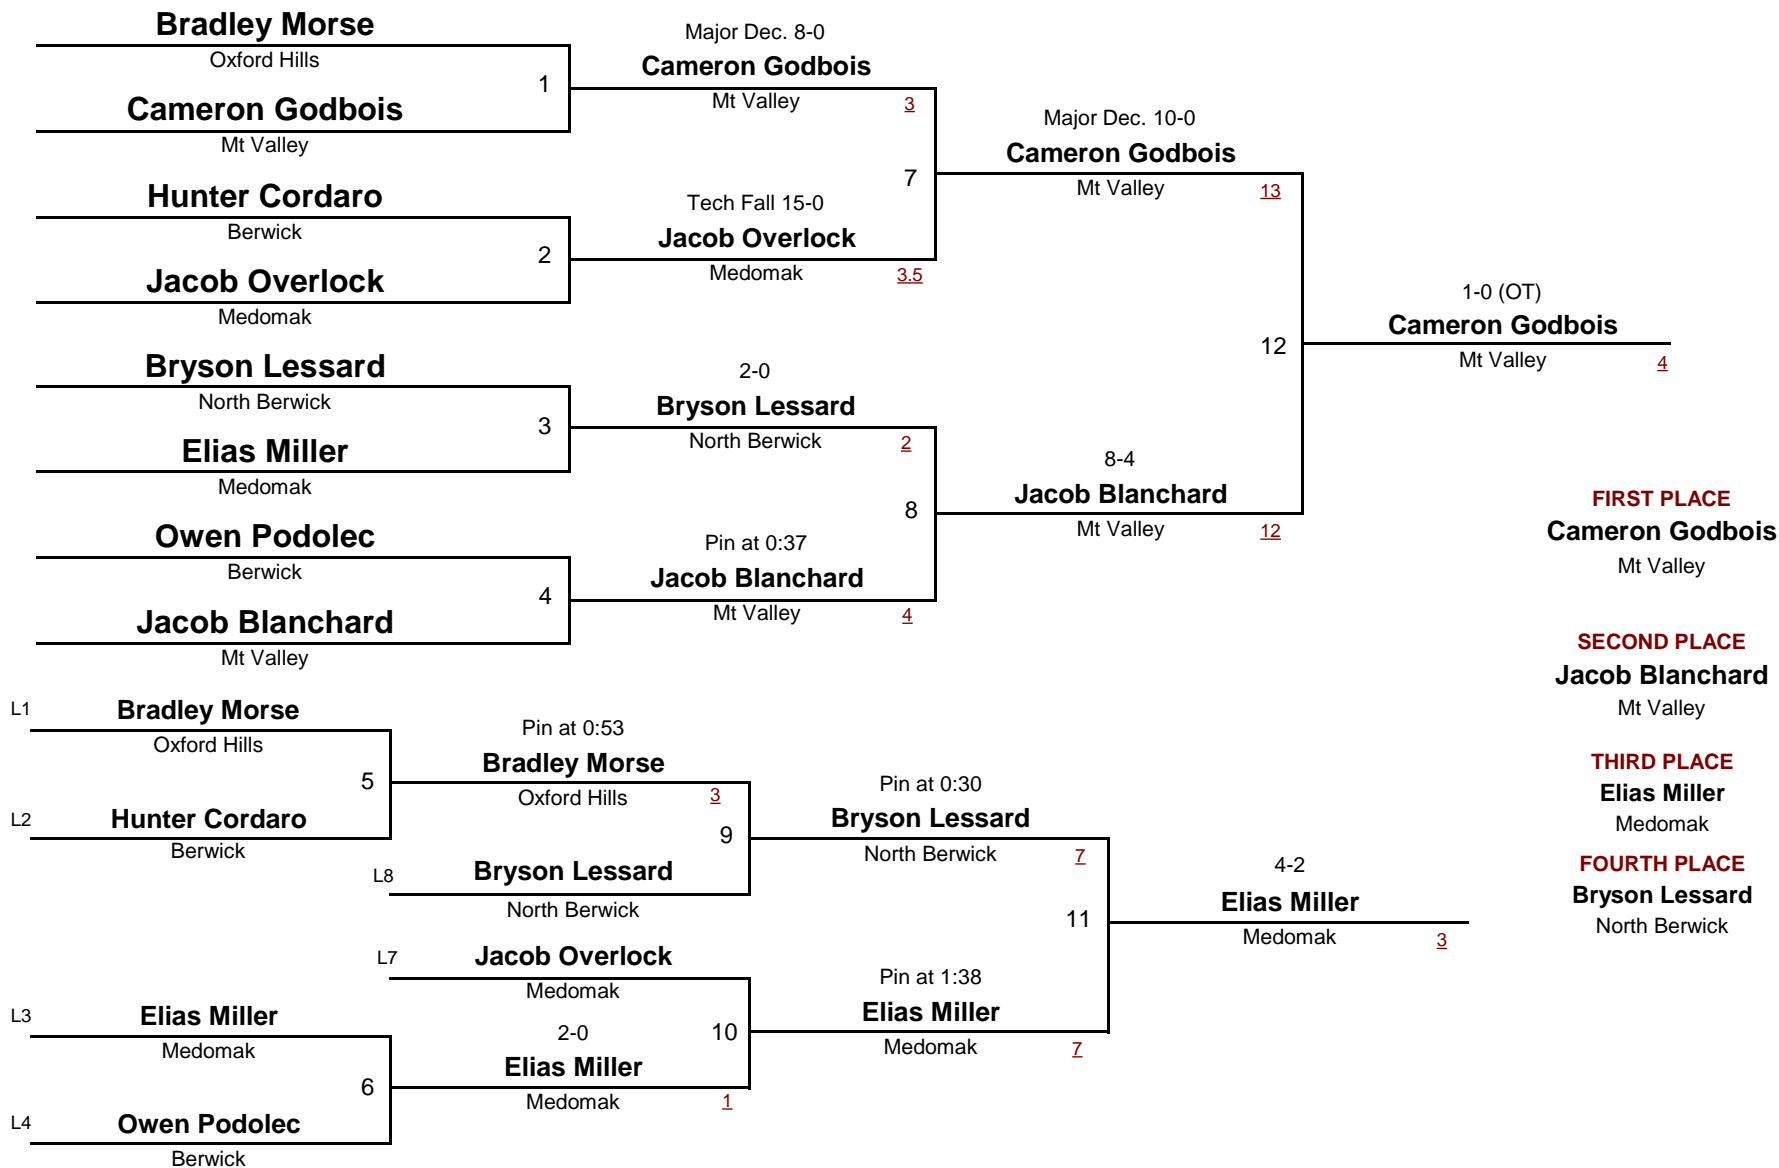 Bradley Morse
Oxford Hills
1
Cameron Godbois
Mt Valley
Hunter Cordaro
Berwick
2
Jacob Overlock
Medomak
Bryson Lessard
North Berwick
3
Elias Miller
Medomak
Owen Podolec
Berwick
4
Jacob Blanchard
Mt Valley
Major Dec. 8-0
Cameron Godbois
Mt Valley 3
7
Tech Fall 15-0
Jacob Overlock
Medomak 3.5
2-0
Bryson Lessard
North Berwick 2
8
Pin at 0:37
Jacob Blanchard
Mt Valley 4
Major Dec. 10-0
Cameron Godbois
Mt Valley 13
12
8-4
Jacob Blanchard
Mt Valley 12
1-0 (OT)
Cameron Godbois
Mt Valley 4
FIRST PLACE
Cameron Godbois
Mt Valley
SECOND PLACE
Jacob Blanchard
Mt Valley
THIRD PLACE
Elias Miller
Medomak
FOURTH PLACE
Bryson Lessard
North Berwick
L1 Bradley Morse
Oxford Hills
5
L2 Hunter Cordaro
Berwick
L3 Elias Miller
Medomak
6
L4 Owen Podolec
Berwick
Pin at 0:53
Bradley Morse
Oxford Hills 3
9
L8 Bryson Lessard
North Berwick
L7 Jacob Overlock
Medomak
10
2-0
Elias Miller
Medomak 1
Pin at 0:30
Bryson Lessard
North Berwick 7
11
Pin at 1:38
Elias Miller
Medomak 7
4-2
Elias Miller
Medomak 3